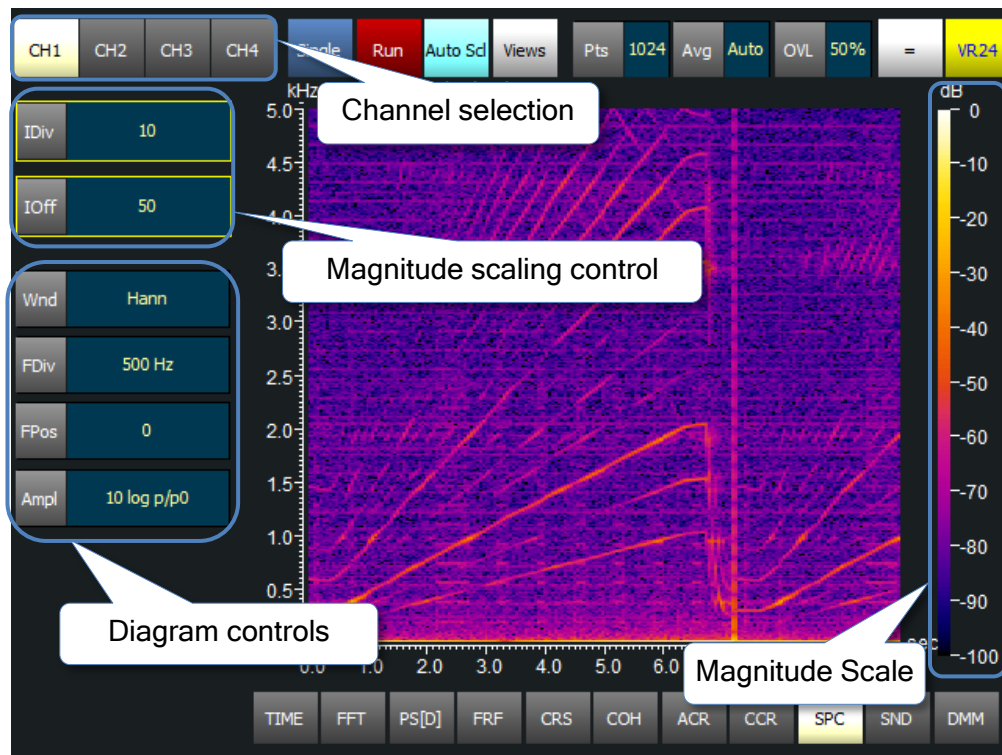 CH1 CH2 CH3 CH4 Single Run Auto Scl Views Pts 1024 Avg Auto OVL 50% = VR24
kHz
dB
Channel selection
IDiv 10
IOff 50
Magnitude scaling control
Wnd Hann
FDiv 500 Hz
FPos 0
Ampl 10 log p/p0
Diagram controls
5.0
4.5
4.0
3.
3.0
2.5
2.0
1.5
1.0
0.5
0.0 1.0 2.0 3.0 4.0 5.0 6.0
sec
0
-10
-20
-30
-40
-50
-60
-70
-80
-90
-100
Magnitude Scale
TIME FFT PS[D] FRF CRS COH ACR CCR SPC SND DMM